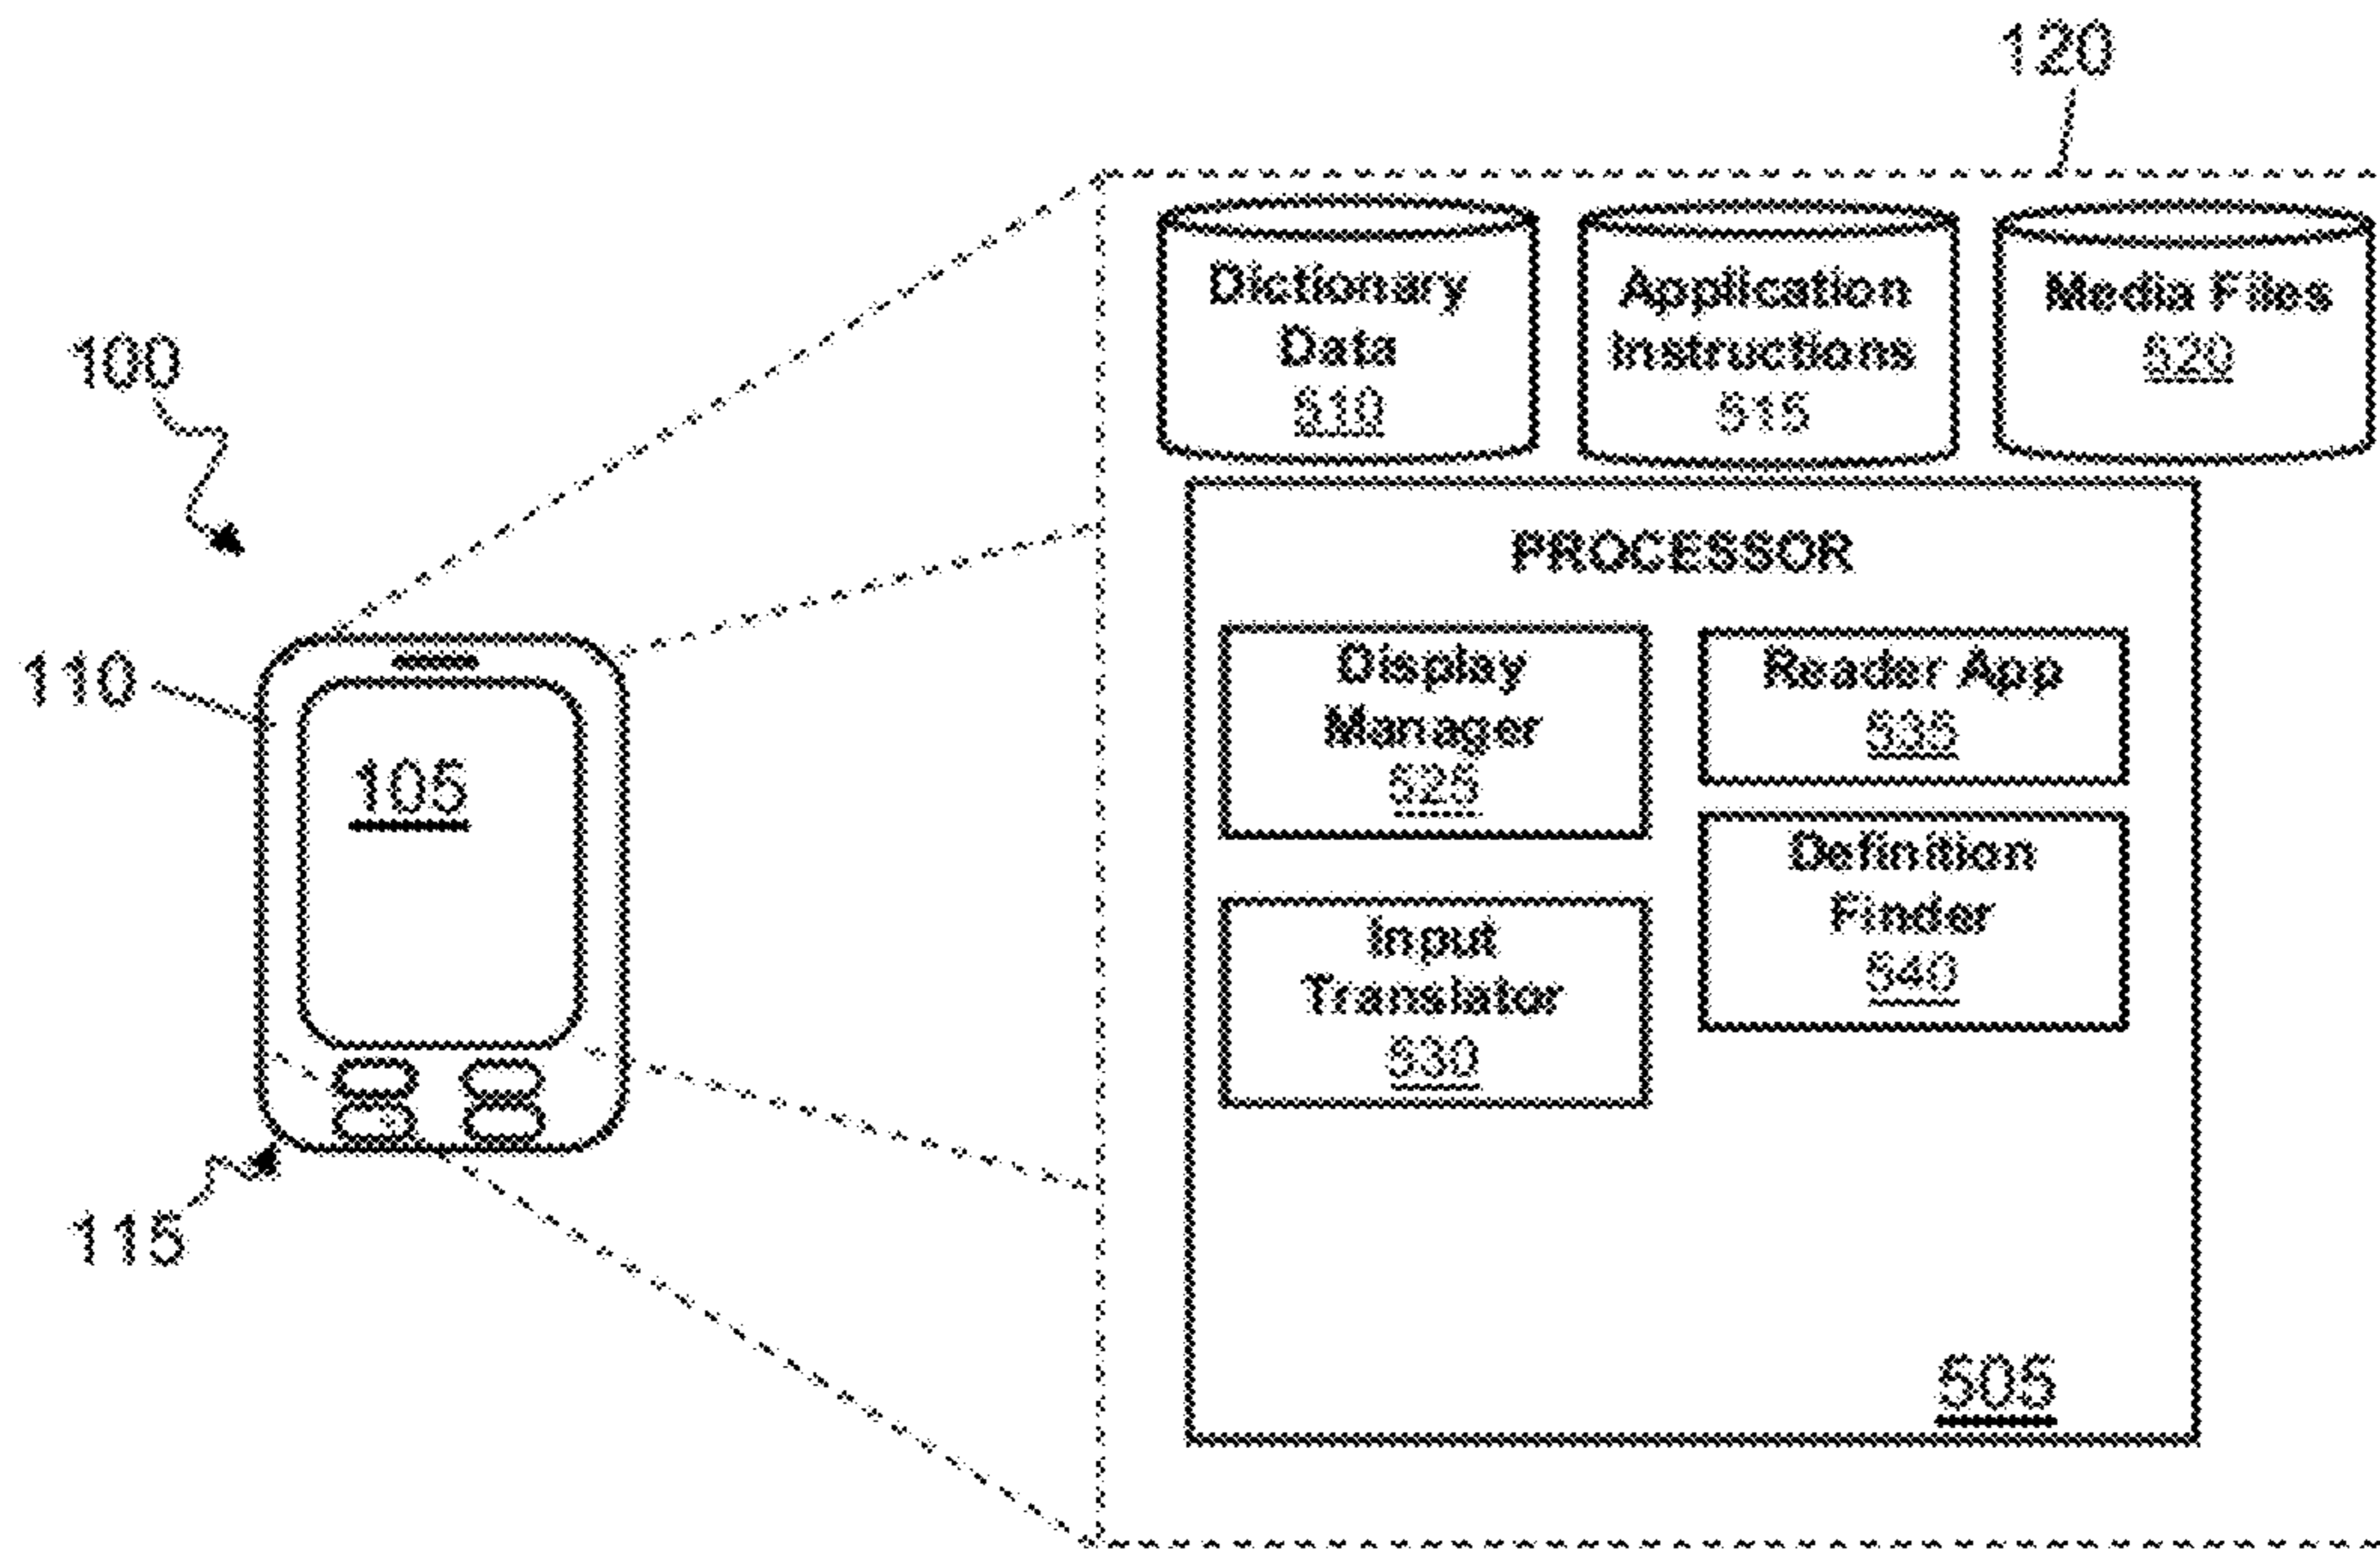 120
Dictionary
Data
510
Application
Instructions
515
Media Files
520
100
PROCESSOR
110
105
Display
Manager
525
Reader App
535
Definition
Finder
540
Input
Translator
530
115
505